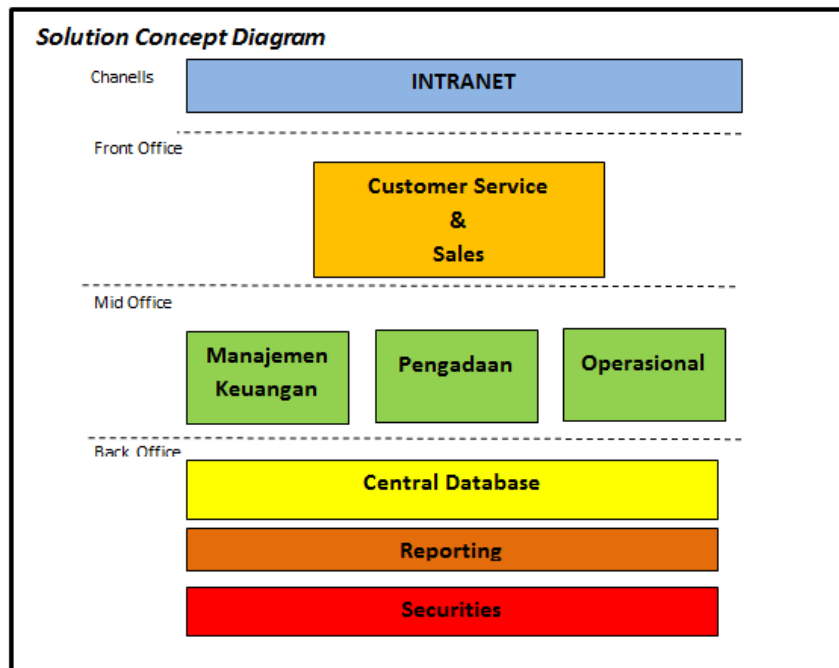 Solution Concept Diagram
Chanells
INTRANET
Front Office
Customer Service
&
Sales
Mid Office
Manajemen
Keuangan
Pengadaan
Operasional
Back Office
Central Database
Reporting
Securities